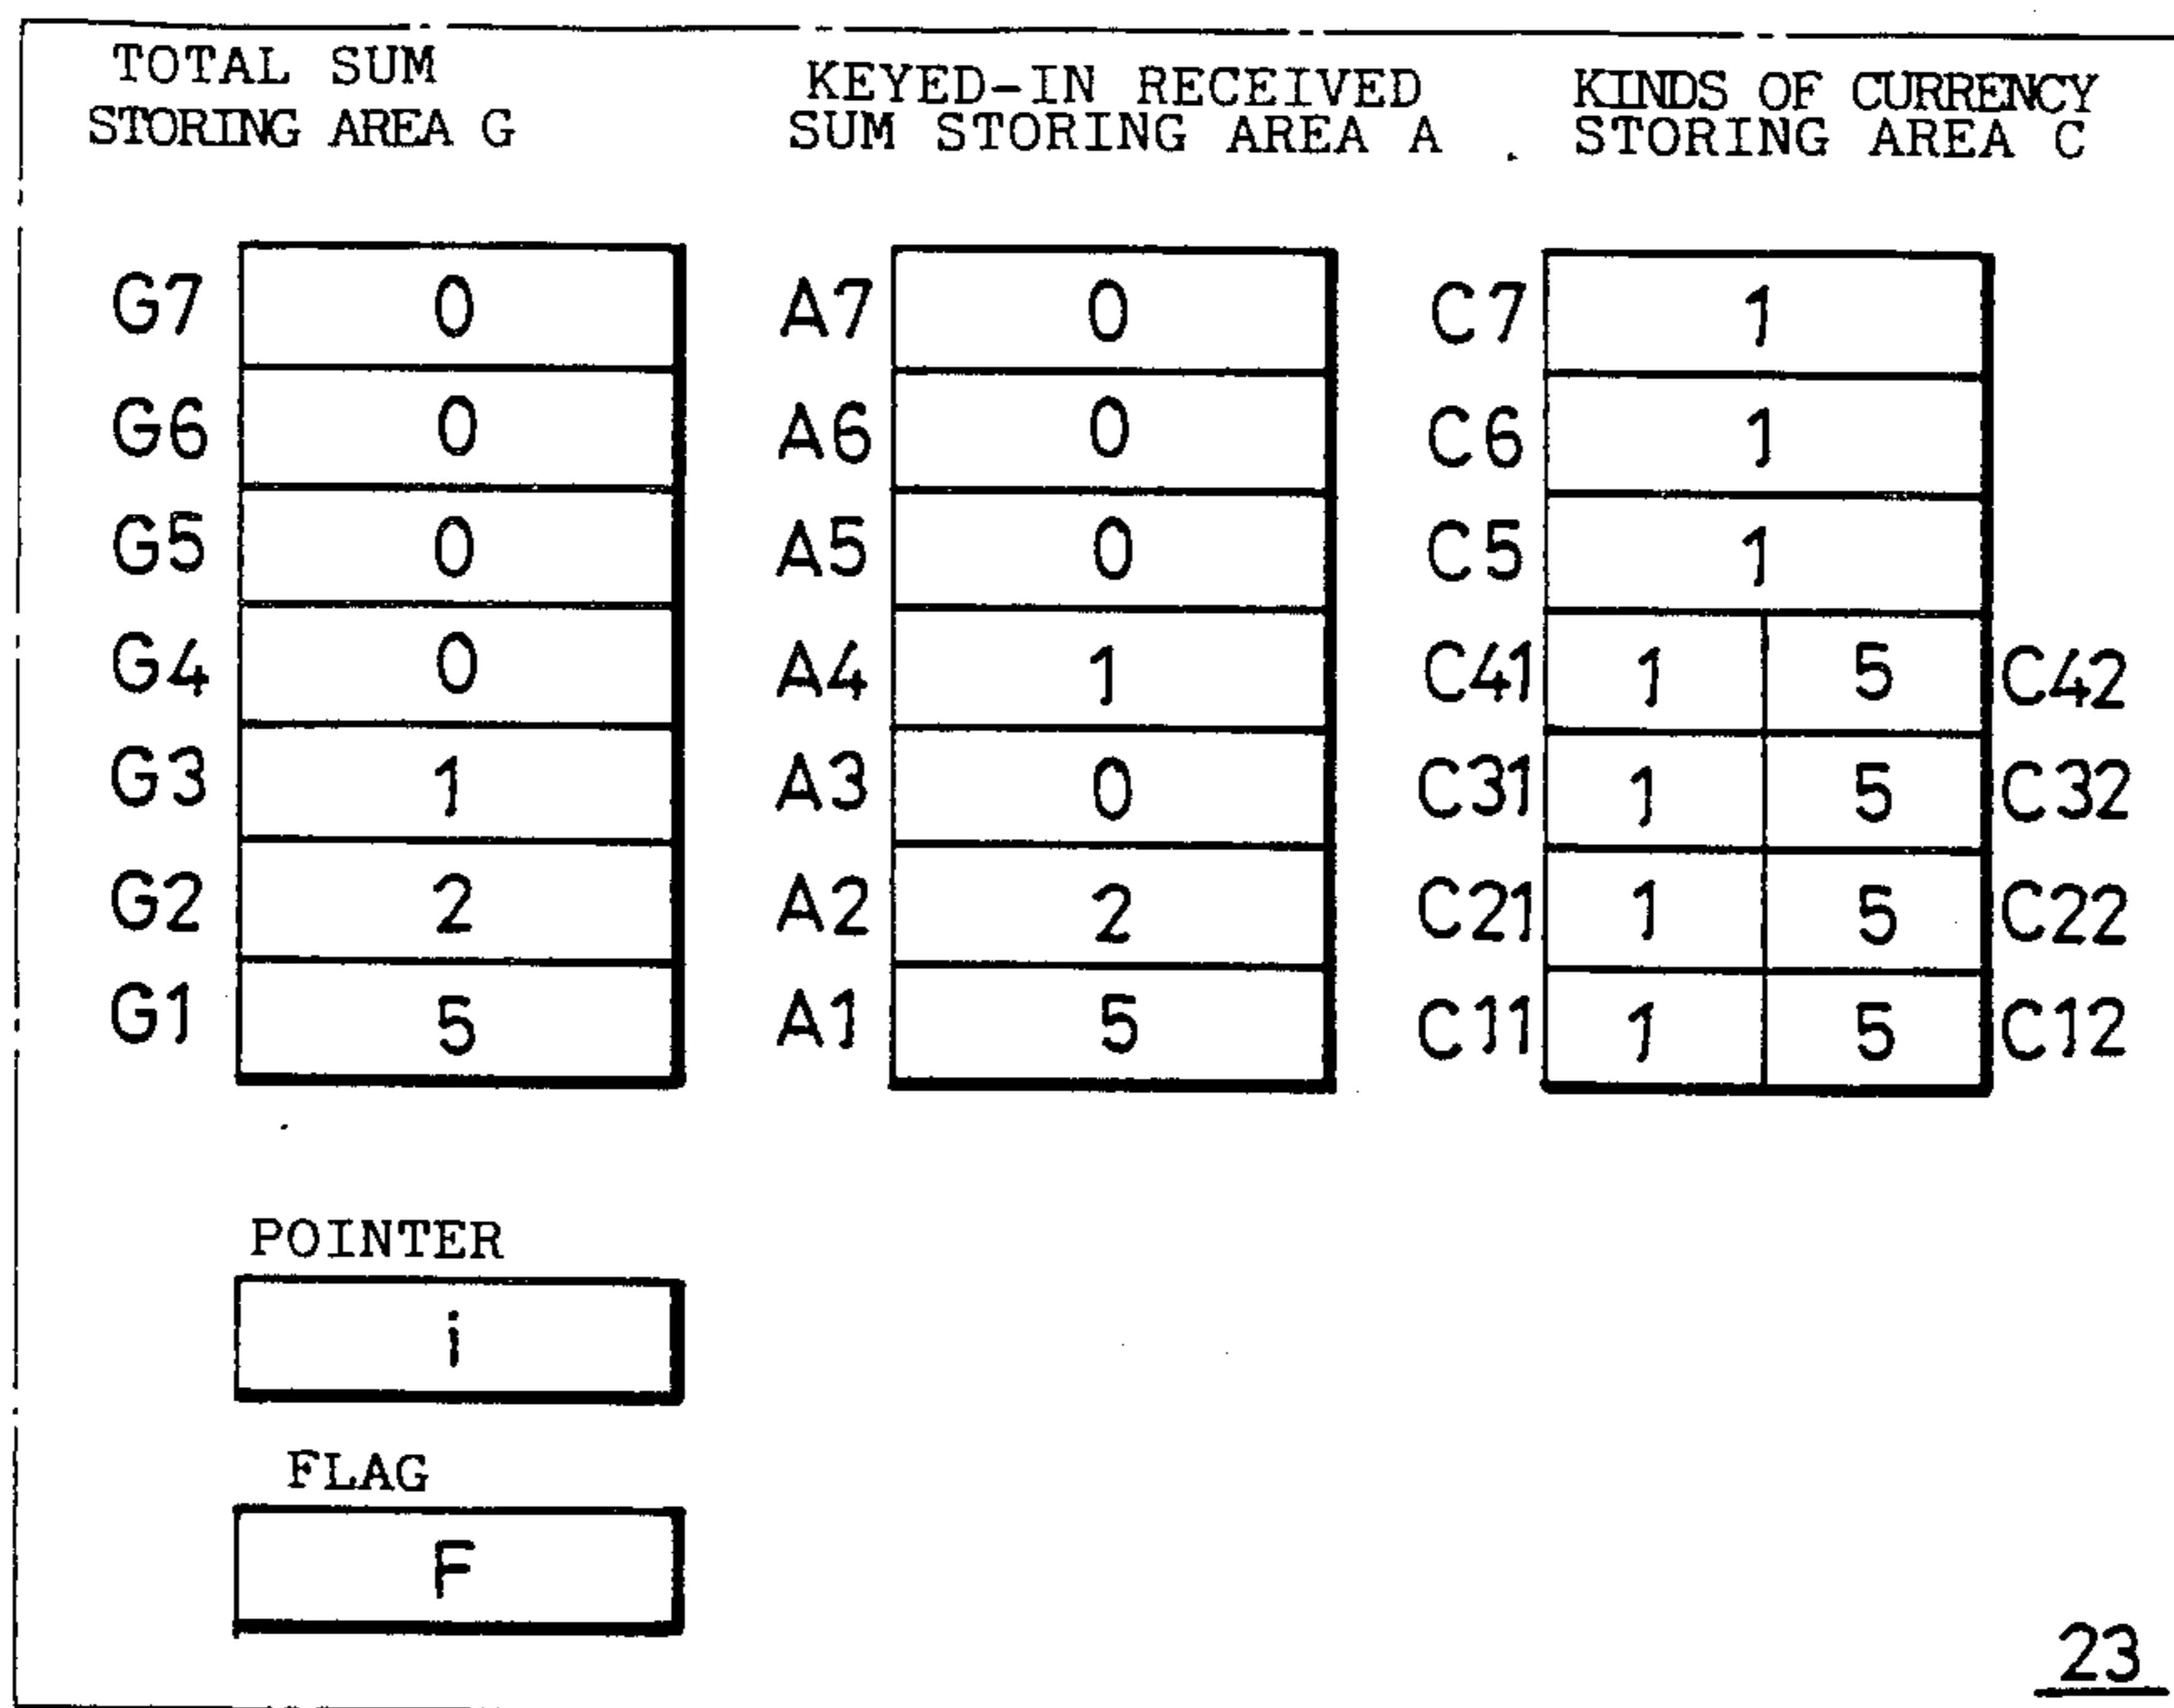 TOTAL SUM
STORING AREA G
KEYED-IN RECEIVED
SUM STORING AREA A
KINDS OF CURRENCY
STORING AREA C
G7 0 A7 0 C7 1
G6 0 A6 0 C6 1
G5 0 A5 0 C5 1
G4 0 A4 1 C41 1 5 C42
G3 1 A3 0 C31 1 5 C32
G2 2 A2 2 C21 1 5 C22
G1 5 A1 5 C11 1 5 C12
POINTER
i
FLAG
F
23